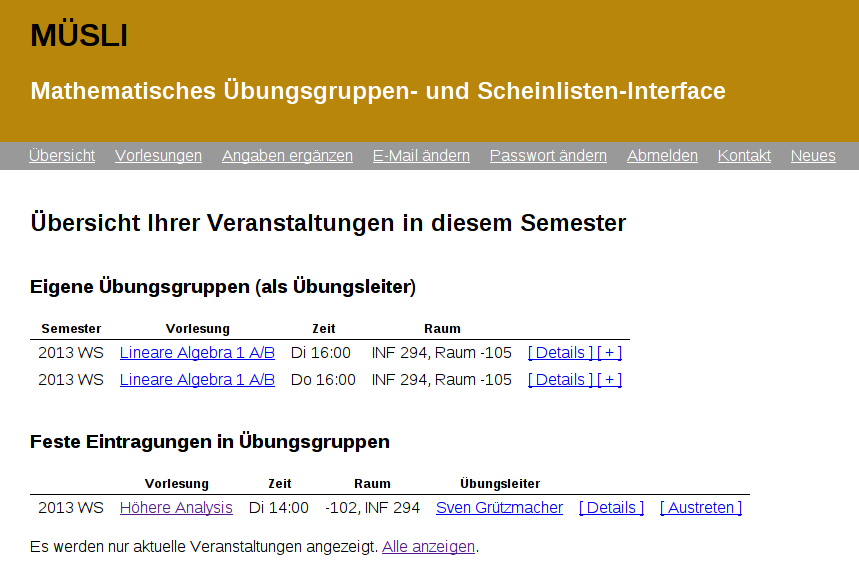 MÜSLI
Mathematisches Übungsgruppen- und Scheinlisten-Interface
Übersicht Vorlesungen Angaben ergänzen E-Mail ändern Passwort ändern Abmelden Kontakt Neues
Übersicht Ihrer Veranstaltungen in diesem Semester
Eigene Übungsgruppen (als Übungsleiter)
Semester Vorlesung Zeit Raum
2013 WS Lineare Algebra 1 A/B Di 16:00 INF 294, Raum -105 [ Details ] [ + ]
2013 WS Lineare Algebra 1 A/B Do 16:00 INF 294, Raum -105 [ Details ] [ + ]
Feste Eintragungen in Übungsgruppen
Vorlesung Zeit Raum Übungsleiter
2013 WS Höhere Analysis Di 14:00 -102, INF 294 Sven Grützmacher [ Details ] [ Austreten ]
Es werden nur aktuelle Veranstaltungen angezeigt. Alle anzeigen.